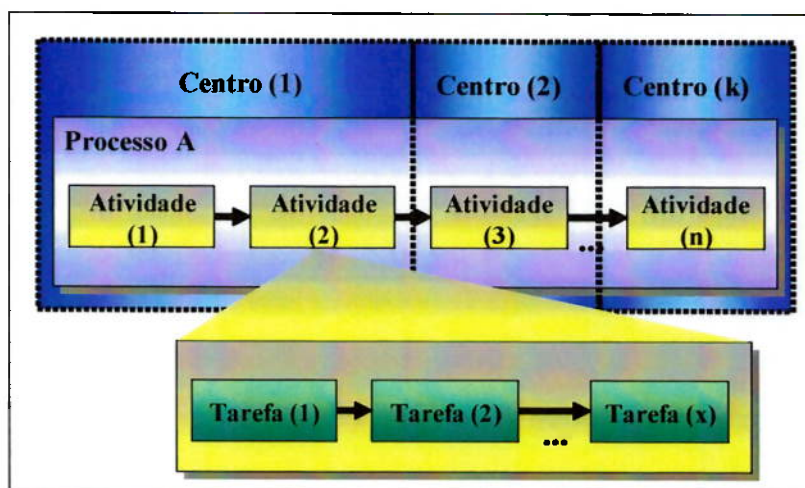 Centro (1)
Centro (2)
Centro (k)
Processo A
Atividade
(1)
Atividade
(2)
Atividade
(3)
...
Atividade
(n)
Tarefa (1)
Tarefa (2)
...
Tarefa (x)